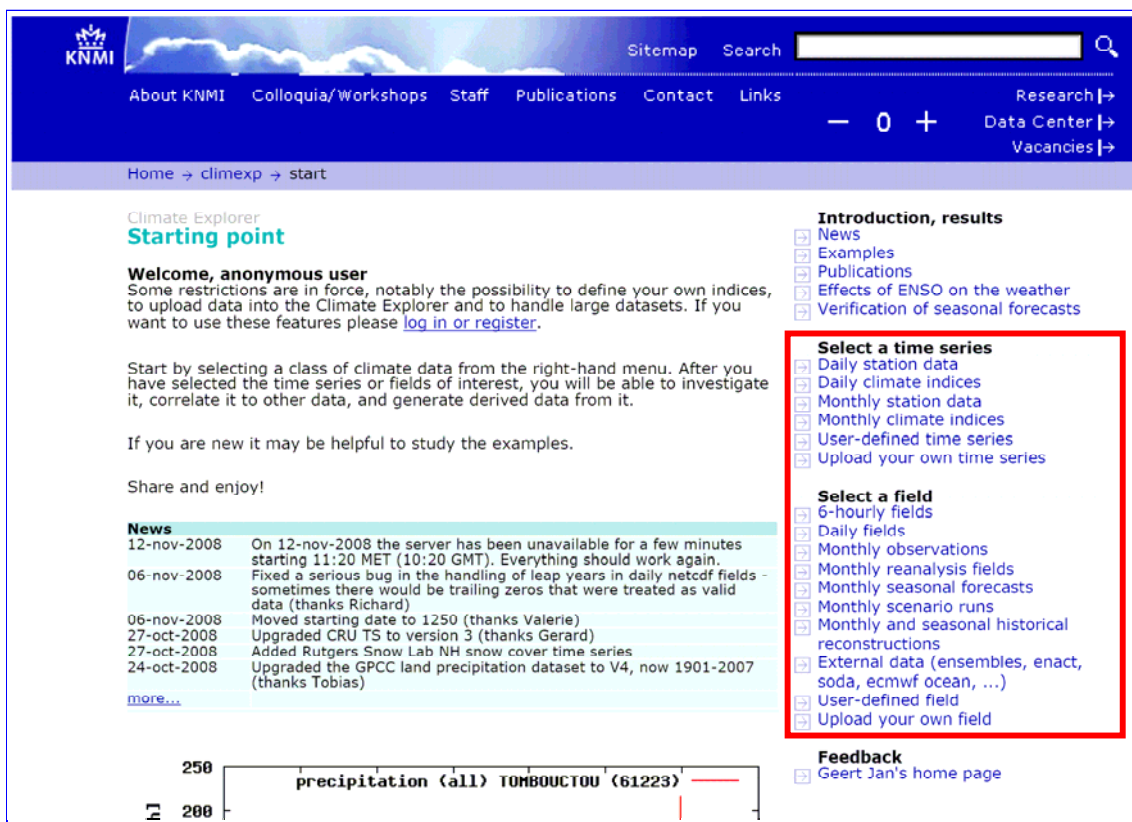 KNMI
Sitemap Search
About KNMI Colloquia/Workshops Staff Publications Contact Links
Research
− 0 + Data Center
Vacancies
Home → climexp → start
Climate Explorer
Starting point
Welcome, anonymous user
Some restrictions are in force, notably the possibility to define your own indices,
to upload data into the Climate Explorer and to handle large datasets. If you
want to use these features please log in or register.
Start by selecting a class of climate data from the right-hand menu. After you
have selected the time series or fields of interest, you will be able to investigate
it, correlate it to other data, and generate derived data from it.
If you are new it may be helpful to study the examples.
Share and enjoy!
News
12-nov-2008 On 12-nov-2008 the server has been unavailable for a few minutes
starting 11:20 MET (10:20 GMT). Everything should work again.
06-nov-2008 Fixed a serious bug in the handling of leap years in daily netcdf fields -
sometimes there would be trailing zeros that were treated as valid
data (thanks Richard)
06-nov-2008 Moved starting date to 1250 (thanks Valerie)
27-oct-2008 Upgraded CRU TS to version 3 (thanks Gerard)
27-oct-2008 Added Rutgers Snow Lab NH snow cover time series
24-oct-2008 Upgraded the GPCC land precipitation dataset to V4, now 1901-2007
(thanks Tobias)
more...
250
precipitation (all) TOMBOUCTOU (61223)
200
Introduction, results
News
Examples
Publications
Effects of ENSO on the weather
Verification of seasonal forecasts
Select a time series
Daily station data
Daily climate indices
Monthly station data
Monthly climate indices
User-defined time series
Upload your own time series
Select a field
6-hourly fields
Daily fields
Monthly observations
Monthly reanalysis fields
Monthly seasonal forecasts
Monthly scenario runs
Monthly and seasonal historical
reconstructions
External data (ensembles, enact,
soda, ecmwf ocean, ...)
User-defined field
Upload your own field
Feedback
Geert Jan's home page